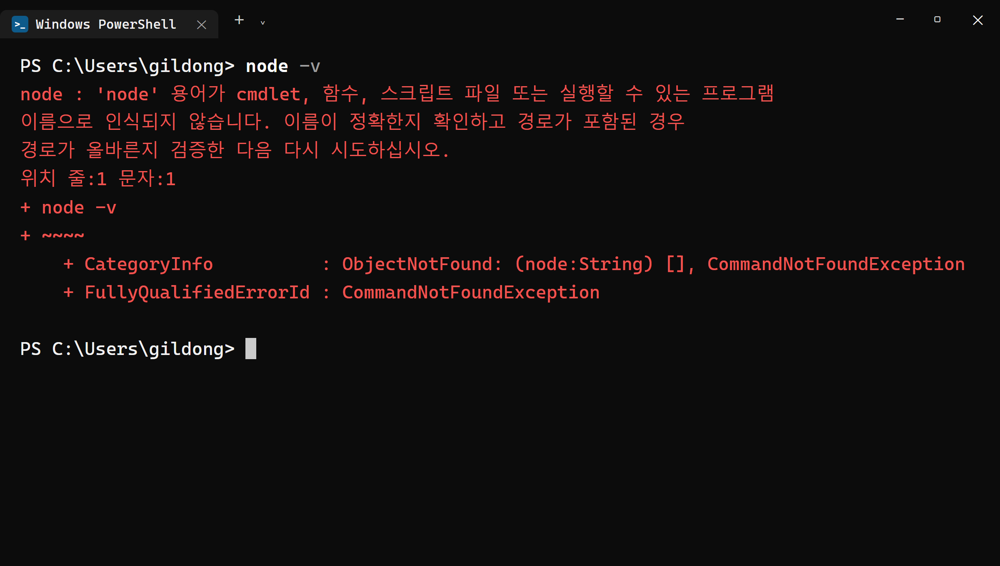 >_ Windows PowerShell
PS C:\Users\gildong> node -v
node : 'node' 용어가 cmdlet, 함수, 스크립트 파일 또는 실행할 수 있는 프로그램
이름으로 인식되지 않습니다. 이름이 정확한지 확인하고 경로가 포함된 경우
경로가 올바른지 검증한 다음 다시 시도하십시오.
위치 줄:1 문자:1
+ node -v
+ ~~~~
    + CategoryInfo          : ObjectNotFound: (node:String) [], CommandNotFoundException
    + FullyQualifiedErrorId : CommandNotFoundException
PS C:\Users\gildong>